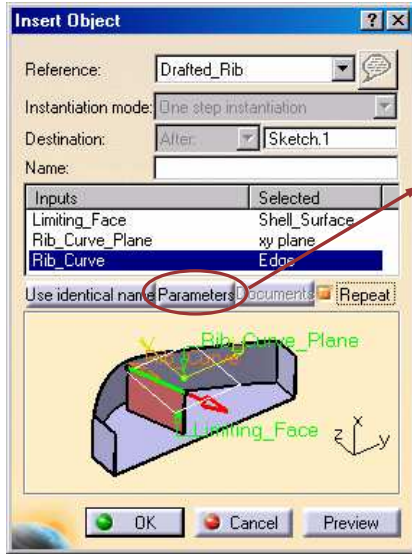 Insert Object
Reference: Drafted_Rib
Instantiation mode: One step instantiation
Destination: After: Sketch.1
Name:
Inputs Selected
Limiting_Face Shell_Surface
Rib_Curve_Plane xy plane
Rib_Curve Edge
Use identical name Parameters Documents Repeat
Rib_Curve_Plane
Rib_Curve
Limiting_Face
x
z
y
OK Cancel Preview